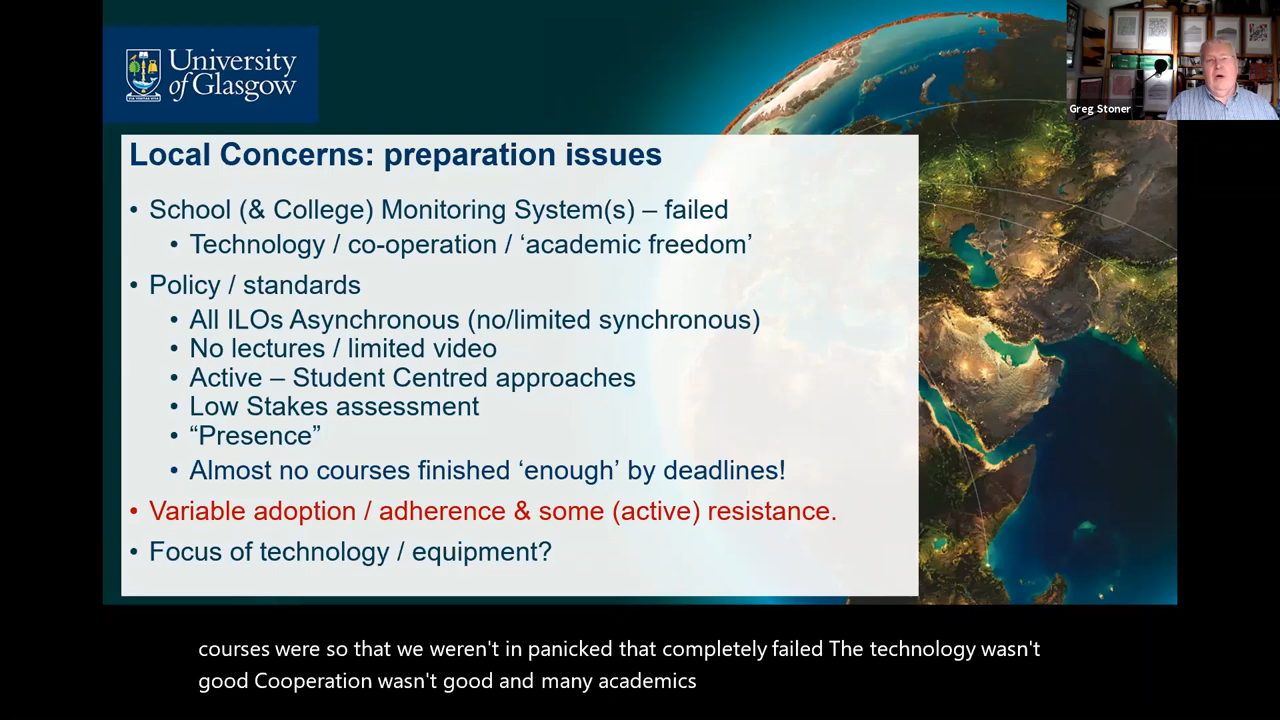 University
of Glasgow
Greg Stoner
Local Concerns: preparation issues
• School (& College) Monitoring System(s) – failed
• Technology / co-operation / ‘academic freedom’
• Policy / standards
• All ILOs Asynchronous (no/limited synchronous)
• No lectures / limited video
• Active – Student Centred approaches
• Low Stakes assessment
• “Presence”
• Almost no courses finished ‘enough’ by deadlines!
• Variable adoption / adherence & some (active) resistance.
• Focus of technology / equipment?
courses were so that we weren't in panicked that completely failed The technology wasn't
good Cooperation wasn't good and many academics